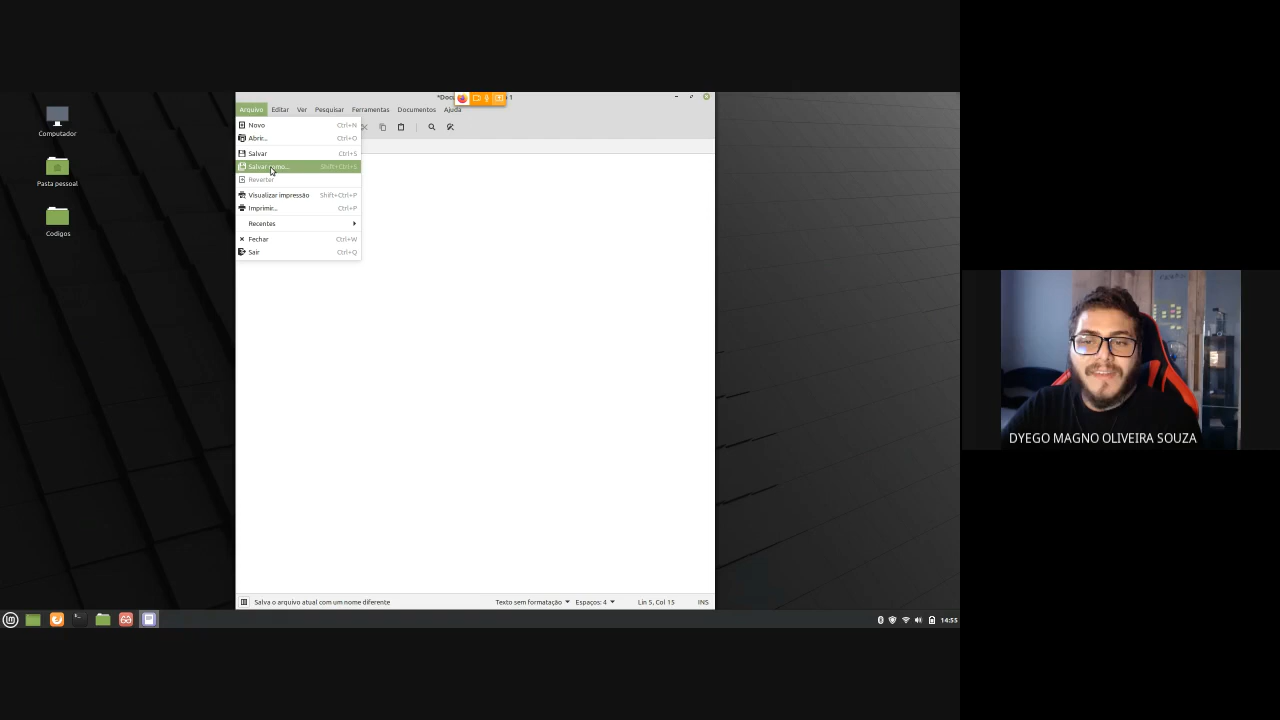 *Doc
1
Arquivo Editar Ver Pesquisar Ferramentas Documentos Ajuda
Novo Ctrl+N
Abrir... Ctrl+O
Salvar Ctrl+S
Salvar como... Shift+Ctrl+S
Reverter
Visualizar impressão Shift+Ctrl+P
Imprimir... Ctrl+P
Recentes
Fechar Ctrl+W
Sair Ctrl+Q
Computador
Pasta pessoal
Codigos
Salva o arquivo atual com um nome diferente Texto sem formatação Espaços: 4 Lin 5, Col 15 INS
14:55
DYEGO MAGNO OLIVEIRA SOUZA